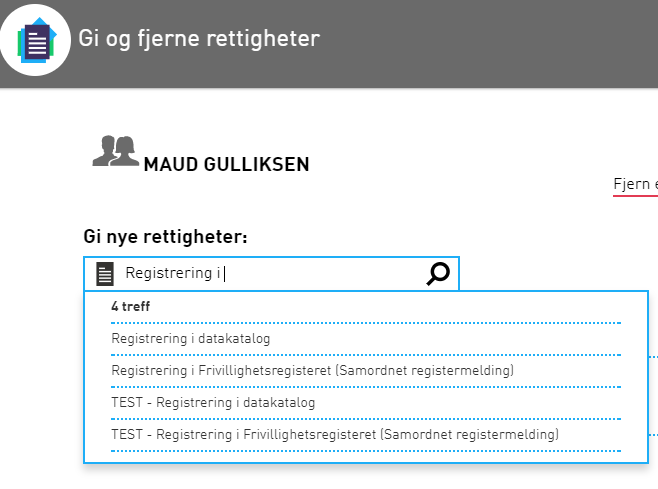 Gi og fjerne rettigheter
MAUD GULLIKSEN
Fjern
Gi nye rettigheter:
Registrering i
4 treff
Registrering i datakatalog
Registrering i Frivillighetsregisteret (Samordnet registermelding)
TEST - Registrering i datakatalog
TEST - Registrering i Frivillighetsregisteret (Samordnet registermelding)